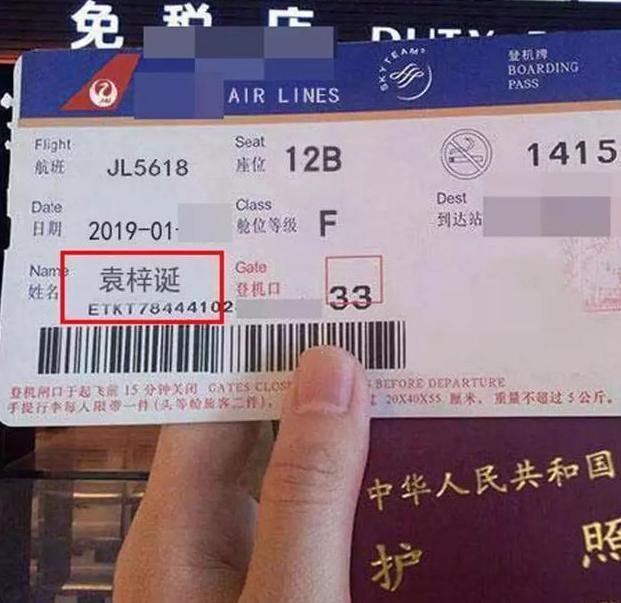 免税店
DUTY
AIR LINES
SKYTEAM
登机牌
BOARDING
PASS
Flight
航班
JL5618
Seat
座位
12B
1415
Date
日期
2019-01-
Class
舱位等级
F
Dest
到达站
Name
姓名
袁梓诞
ETKT78444102
Gate
登机口
33
登机闸口于起飞前 15 分钟关闭 GATES CLOSE BEFORE DEPARTURE
手提行李每人限带一件(头等舱旅客二件)。 20X40X55 厘米，重量不超过 5 公斤。
中华人民共和国
护照